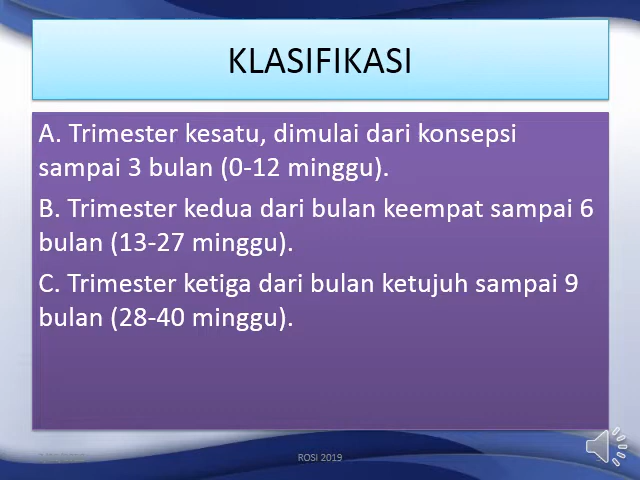 KLASIFIKASI
A. Trimester kesatu, dimulai dari konsepsi
sampai 3 bulan (0-12 minggu).
B. Trimester kedua dari bulan keempat sampai 6
bulan (13-27 minggu).
C. Trimester ketiga dari bulan ketujuh sampai 9
bulan (28-40 minggu).
ROSI 2019